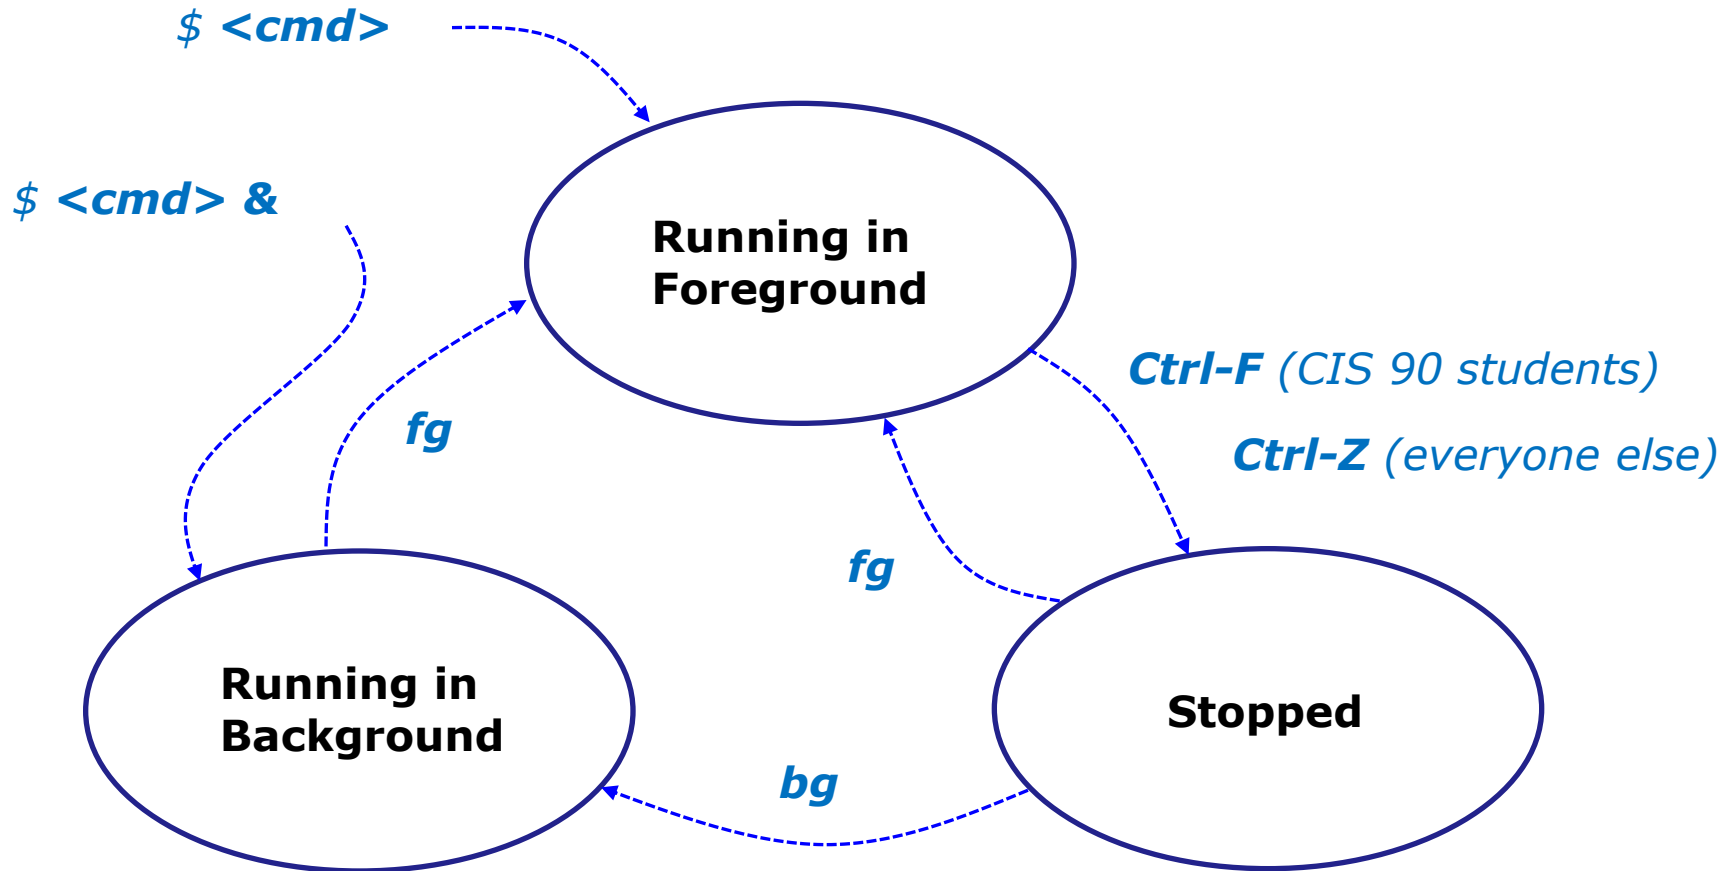 $ <cmd>
$ <cmd> &
Running in
Foreground
Ctrl-F (CIS 90 students)
fg
Ctrl-Z (everyone else)
fg
Running in
Background
Stopped
bg